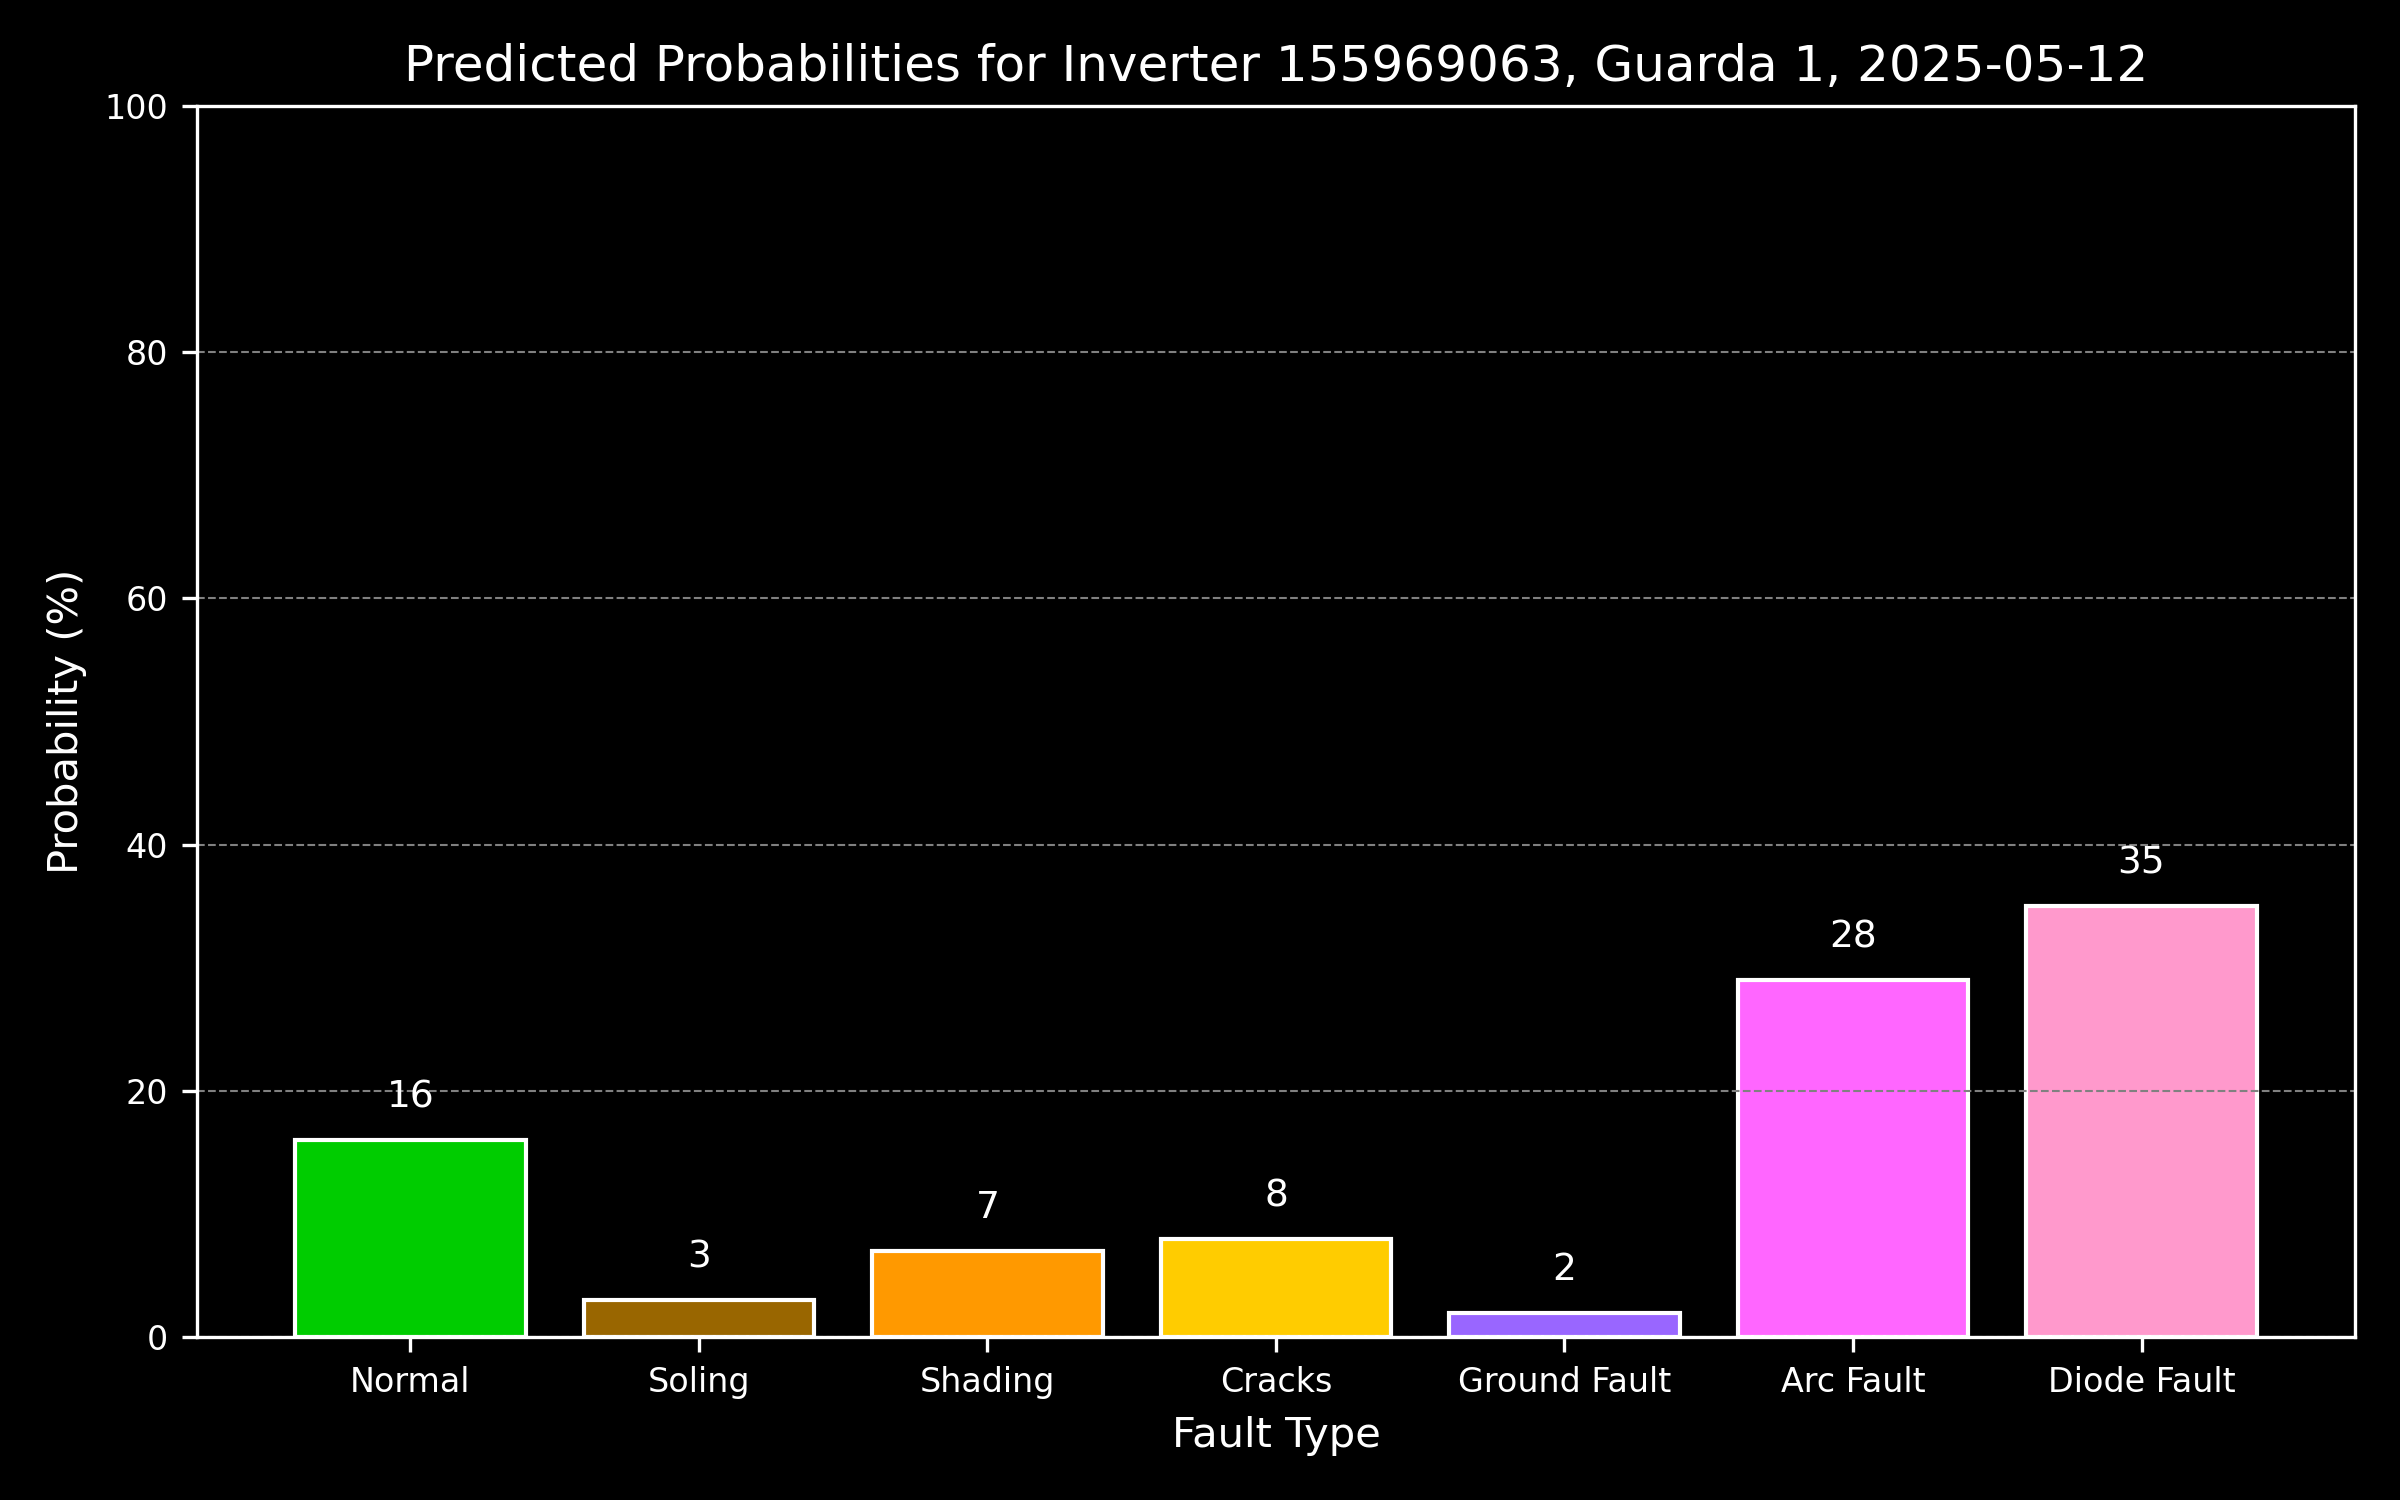 Predicted Probabilities for Inverter 155969063, Guarda 1, 2025-05-12
100
80
60
40
20
0
Probability (%)
16
3
7
8
2
28
35
Normal
Soling
Shading
Cracks
Ground Fault
Arc Fault
Diode Fault
Fault Type